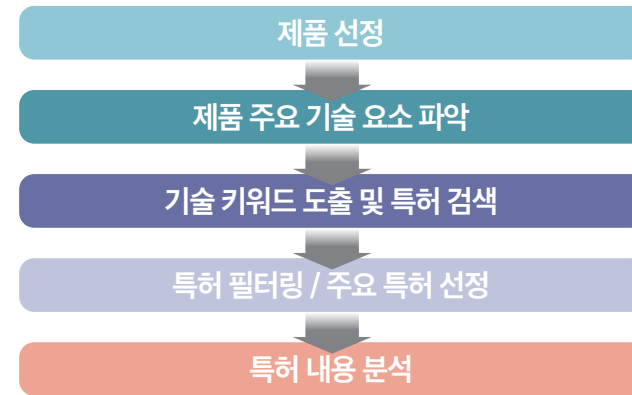 제품 선정
제품 주요 기술 요소 파악
기술 키워드 도출 및 특허 검색
특허 필터링 / 주요 특허 선정
특허 내용 분석